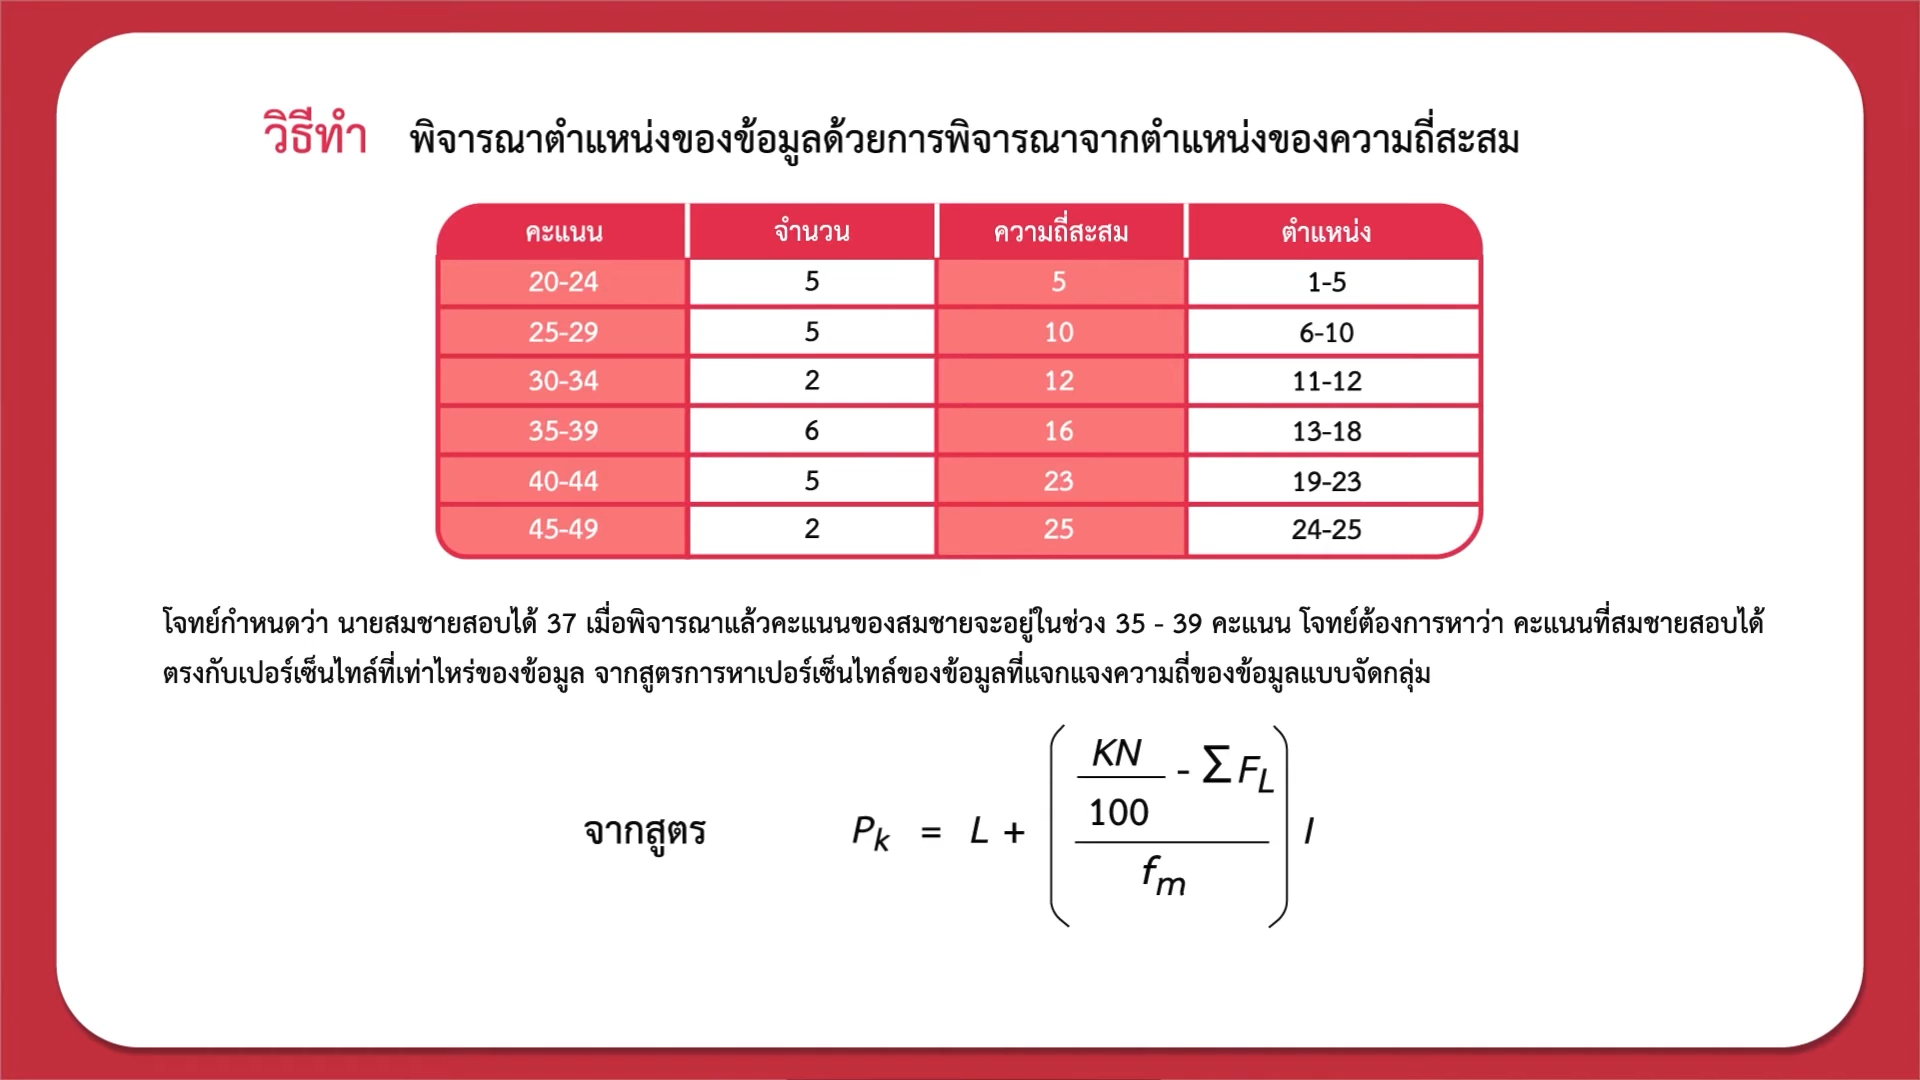 วิธีทำ พิจารณาตำแหน่งของข้อมูลด้วยการพิจารณาจากตำแหน่งของความถี่สะสม
คะแนน จำนวน ความถี่สะสม ตำแหน่ง
20-24 5 5 1-5
25-29 5 10 6-10
30-34 2 12 11-12
35-39 6 16 13-18
40-44 5 23 19-23
45-49 2 25 24-25
โจทย์กำหนดว่า นายสมชายสอบได้ 37 เมื่อพิจารณาแล้วคะแนนของสมชายจะอยู่ในช่วง 35 - 39 คะแนน โจทย์ต้องการหาว่า คะแนนที่สมชายสอบได้
ตรงกับเปอร์เซ็นไทล์ที่เท่าไหร่ของข้อมูล จากสูตรการหาเปอร์เซ็นไทล์ของข้อมูลที่แจกแจงความถี่ของข้อมูลแบบจัดกลุ่ม
จากสูตร P_k = L + ( (KN/100 - ΣF_L) / f_m ) I